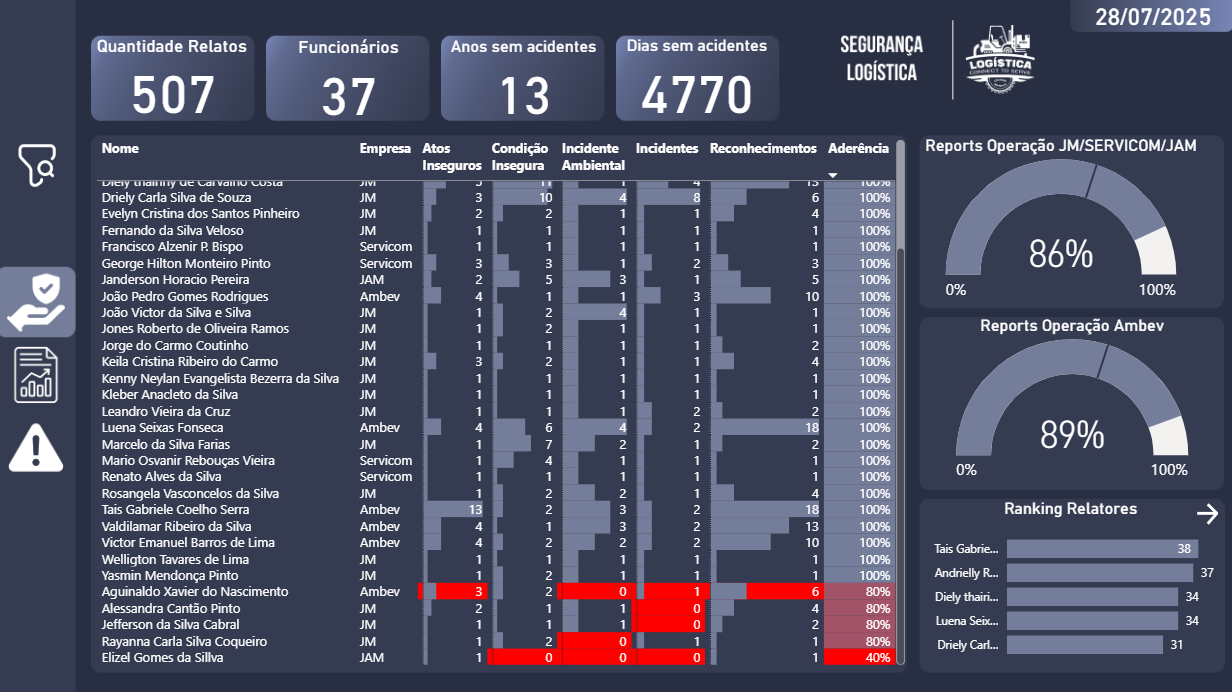 28/07/2025
Quantidade Relatos
507
Funcionários
37
Anos sem acidentes
13
Dias sem acidentes
4770
SEGURANÇA
LOGÍSTICA
LOGÍSTICA
CONNECT TO SERVE
Nome Empresa Atos Inseguros Condição Insegura Incidente Ambiental Incidentes Reconhecimentos Aderência
Diely thainny de Carvalho Costa JM 3 11 1 4 13 100%
Driely Carla Silva de Souza JM 3 10 4 8 6 100%
Evelyn Cristina dos Santos Pinheiro JM 2 2 1 1 4 100%
Fernando da Silva Veloso JM 1 1 1 1 1 100%
Francisco Alzenir P. Bispo Servicom 1 1 1 1 1 100%
George Hilton Monteiro Pinto Servicom 3 3 1 2 3 100%
Janderson Horacio Pereira JAM 2 5 3 1 5 100%
João Pedro Gomes Rodrigues Ambev 4 1 1 3 10 100%
João Victor da Silva e Silva JM 1 2 4 1 1 100%
Jones Roberto de Oliveira Ramos JM 1 2 1 1 1 100%
Jorge do Carmo Coutinho JM 1 1 1 1 2 100%
Keila Cristina Ribeiro do Carmo JM 3 2 1 1 4 100%
Kenny Neylan Evangelista Bezerra da Silva JM 1 1 1 1 1 100%
Kleber Anacleto da Silva JM 1 1 1 1 1 100%
Leandro Vieira da Cruz JM 1 1 1 2 2 100%
Luena Seixas Fonseca Ambev 4 6 4 2 18 100%
Marcelo da Silva Farias JM 1 7 2 1 2 100%
Mario Osvanir Rebouças Vieira Servicom 1 4 1 1 1 100%
Renato Alves da Silva Servicom 1 1 1 1 1 100%
Rosangela Vasconcelos da Silva JM 1 2 2 1 4 100%
Tais Gabriele Coelho Serra Ambev 13 2 3 2 18 100%
Valdilamar Ribeiro da Silva Ambev 4 1 3 2 13 100%
Victor Emanuel Barros de Lima Ambev 4 2 2 2 10 100%
Welligton Tavares de Lima JM 1 1 1 1 1 100%
Yasmin Mendonça Pinto JM 1 2 1 1 1 100%
Aguinaldo Xavier do Nascimento Ambev 3 2 0 1 6 80%
Alessandra Cantão Pinto JM 2 1 1 0 4 80%
Jefferson da Silva Cabral JM 1 1 1 0 2 80%
Rayanna Carla Silva Coqueiro JM 1 2 0 1 1 80%
Elizel Gomes da Sillva JAM 1 0 0 0 1 40%
Reports Operação JM/SERVICOM/JAM
86%
0% 100%
Reports Operação Ambev
89%
0% 100%
Ranking Relatores
Tais Gabrie... 38
Andrielly R... 37
Diely thairi... 34
Luena Seix... 34
Driely Carl... 31